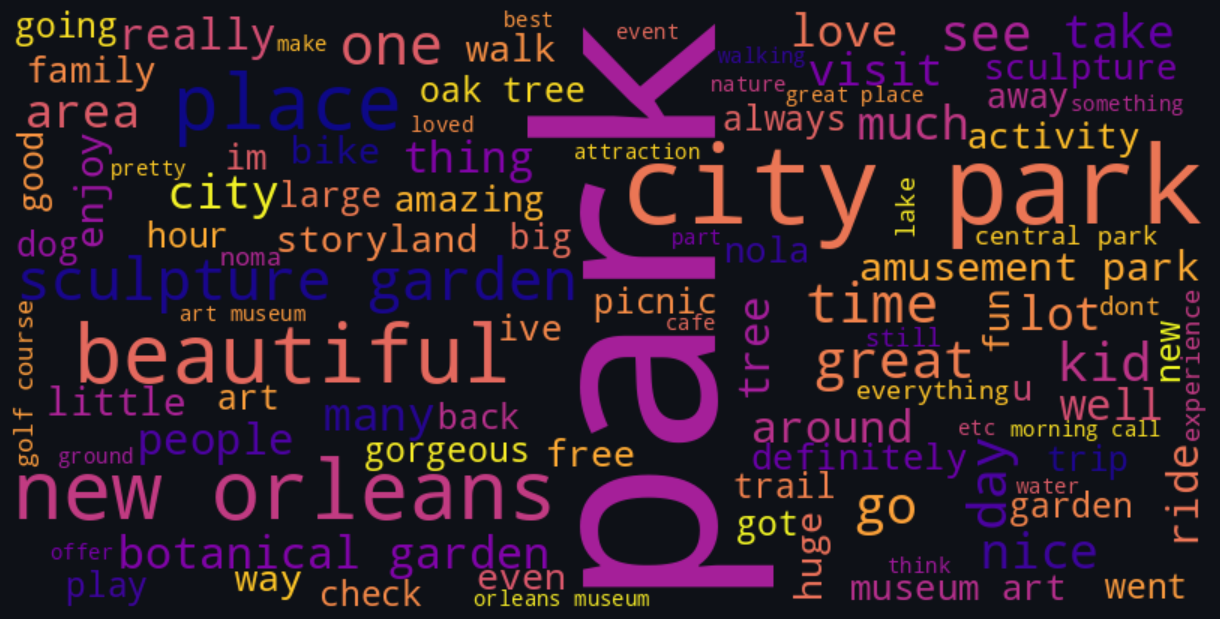 going
really
make
one
best
walk
event
love
see
take
family
oak tree
walking
visit
sculpture
place
nature
great place
away
something
area
loved
always
much
activity
good
enjoy
pretty
im
bike
thing
attraction
park
city park
city
large
amazing
lake
dog
hour
noma
storyland
big
part
nola
central park
sculpture garden
amusement park
picnic
cafe
tree
time
fun
lot
dont
art museum
ive
still
new
experience
golf course
beautiful
great
kid
everything
u
well
little
art
many
back
around
etc
morning call
people
gorgeous
free
definitely
day
trip
ground
new orleans
trail
water
ride
got
huge
go
garden
offer
botanical garden
nice
play
way
check
even
orleans museum
think
museum art
went